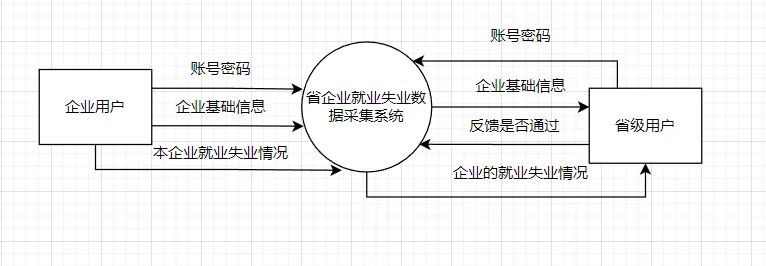 账号密码
账号密码
企业用户
企业基础信息
省企业就业失业数
据采集系统
企业基础信息
反馈是否通过
省级用户
本企业就业失业情况
企业的就业失业情况